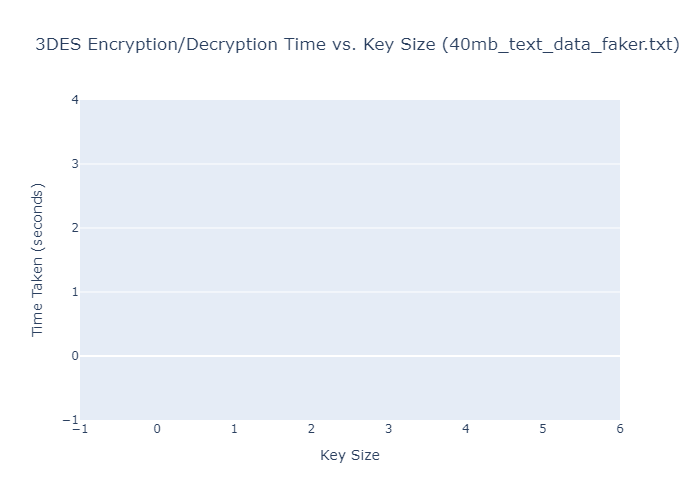 3DES Encryption/Decryption Time vs. Key Size (40mb_text_data_faker.txt)
4
3
2
1
0
−1
Time Taken (seconds)
−1 0 1 2 3 4 5 6
Key Size